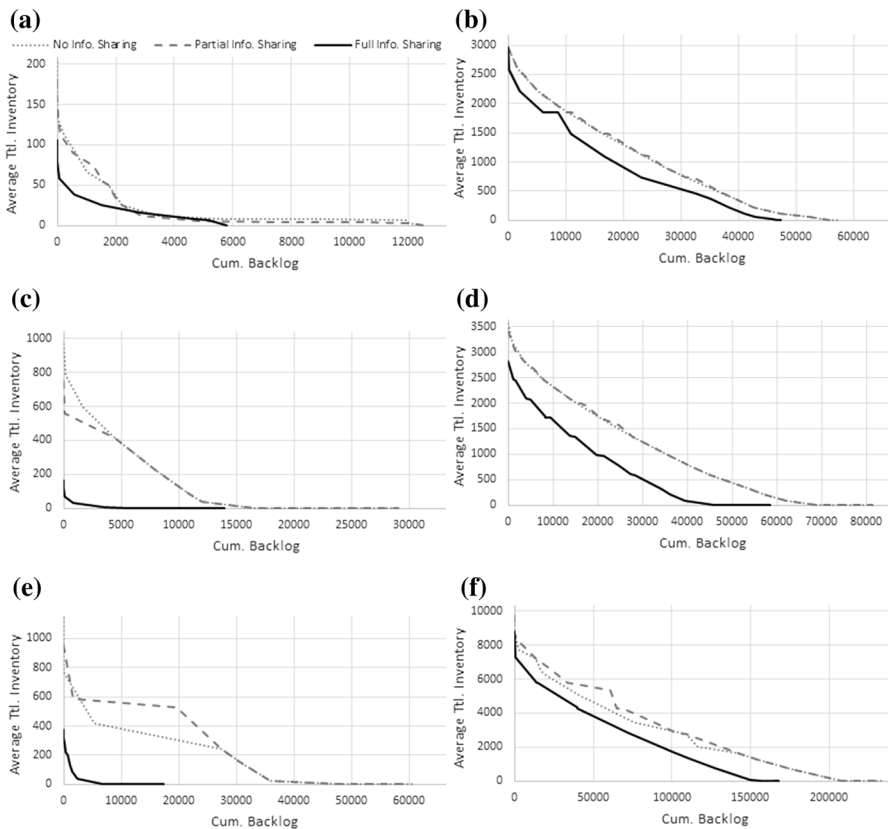 (a)
No Info. Sharing Partial Info. Sharing Full Info. Sharing
200
150
100
50
0
Average Ttl. Inventory
0 2000 4000 6000 8000 10000 12000
Cum. Backlog
(b)
3000
2500
2000
1500
1000
500
0
Average Ttl. Inventory
0 10000 20000 30000 40000 50000 60000
Cum. Backlog
(c)
1000
800
600
400
200
0
Average Ttl. Inventory
0 5000 10000 15000 20000 25000 30000
Cum. Backlog
(d)
3500
3000
2500
2000
1500
1000
500
0
Average Ttl. Inventory
0 10000 20000 30000 40000 50000 60000 70000 80000
Cum. Backlog
(e)
1000
800
600
400
200
0
Average Ttl. Inventory
0 10000 20000 30000 40000 50000 60000
Cum. Backlog
(f)
10000
8000
6000
4000
2000
0
Average Ttl. Inventory
0 50000 100000 150000 200000
Cum. Backlog